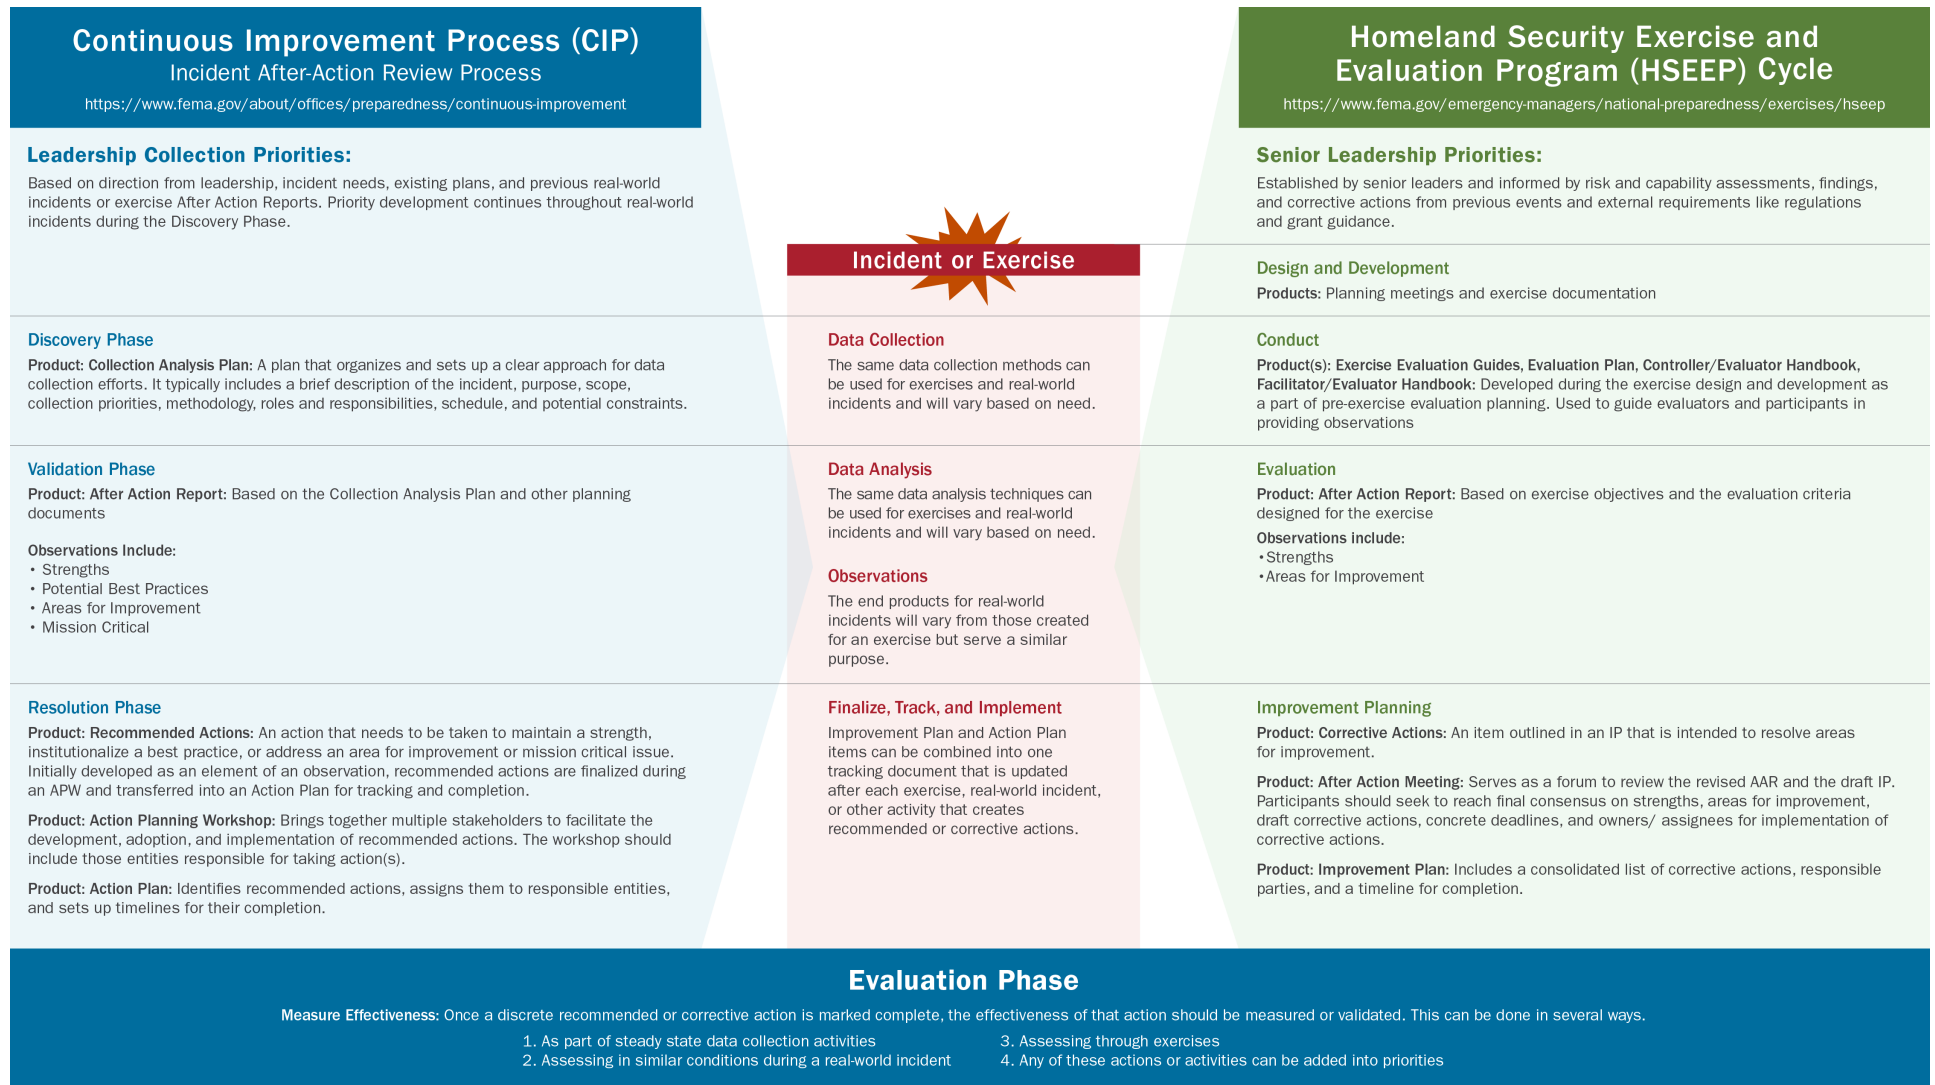 Continuous Improvement Process (CIP)
Incident After-Action Review Process
https://www.fema.gov/about/offices/preparedness/continuous-improvement
Leadership Collection Priorities:
Based on direction from leadership, incident needs, existing plans, and previous real-world
incidents or exercise After Action Reports. Priority development continues throughout real-world
incidents during the Discovery Phase.
Discovery Phase
Product: Collection Analysis Plan: A plan that organizes and sets up a clear approach for data
collection efforts. It typically includes a brief description of the incident, purpose, scope,
collection priorities, methodology, roles and responsibilities, schedule, and potential constraints.
Validation Phase
Product: After Action Report: Based on the Collection Analysis Plan and other planning
documents
Observations Include:
• Strengths
• Potential Best Practices
• Areas for Improvement
• Mission Critical
Resolution Phase
Product: Recommended Actions: An action that needs to be taken to maintain a strength,
institutionalize a best practice, or address an area for improvement or mission critical issue.
Initially developed as an element of an observation, recommended actions are finalized during
an APW and transferred into an Action Plan for tracking and completion.
Product: Action Planning Workshop: Brings together multiple stakeholders to facilitate the
development, adoption, and implementation of recommended actions. The workshop should
include those entities responsible for taking action(s).
Product: Action Plan: Identifies recommended actions, assigns them to responsible entities,
and sets up timelines for their completion.
Incident or Exercise
Data Collection
The same data collection methods can
be used for exercises and real-world
incidents and will vary based on need.
Data Analysis
The same data analysis techniques can
be used for exercises and real-world
incidents and will vary based on need.
Observations
The end products for real-world
incidents will vary from those created
for an exercise but serve a similar
purpose.
Finalize, Track, and Implement
Improvement Plan and Action Plan
items can be combined into one
tracking document that is updated
after each exercise, real-world incident,
or other activity that creates
recommended or corrective actions.
Homeland Security Exercise and
Evaluation Program (HSEEP) Cycle
https://www.fema.gov/emergency-managers/national-preparedness/exercises/hseep
Senior Leadership Priorities:
Established by senior leaders and informed by risk and capability assessments, findings,
and corrective actions from previous events and external requirements like regulations
and grant guidance.
Design and Development
Products: Planning meetings and exercise documentation
Conduct
Product(s): Exercise Evaluation Guides, Evaluation Plan, Controller/Evaluator Handbook,
Facilitator/Evaluator Handbook: Developed during the exercise design and development as
a part of pre-exercise evaluation planning. Used to guide evaluators and participants in
providing observations
Evaluation
Product: After Action Report: Based on exercise objectives and the evaluation criteria
designed for the exercise
Observations include:
•Strengths
•Areas for Improvement
Improvement Planning
Product: Corrective Actions: An item outlined in an IP that is intended to resolve areas
for improvement.
Product: After Action Meeting: Serves as a forum to review the revised AAR and the draft IP.
Participants should seek to reach final consensus on strengths, areas for improvement,
draft corrective actions, concrete deadlines, and owners/ assignees for implementation of
corrective actions.
Product: Improvement Plan: Includes a consolidated list of corrective actions, responsible
parties, and a timeline for completion.
Evaluation Phase
Measure Effectiveness: Once a discrete recommended or corrective action is marked complete, the effectiveness of that action should be measured or validated. This can be done in several ways.
1. As part of steady state data collection activities
2. Assessing in similar conditions during a real-world incident
3. Assessing through exercises
4. Any of these actions or activities can be added into priorities